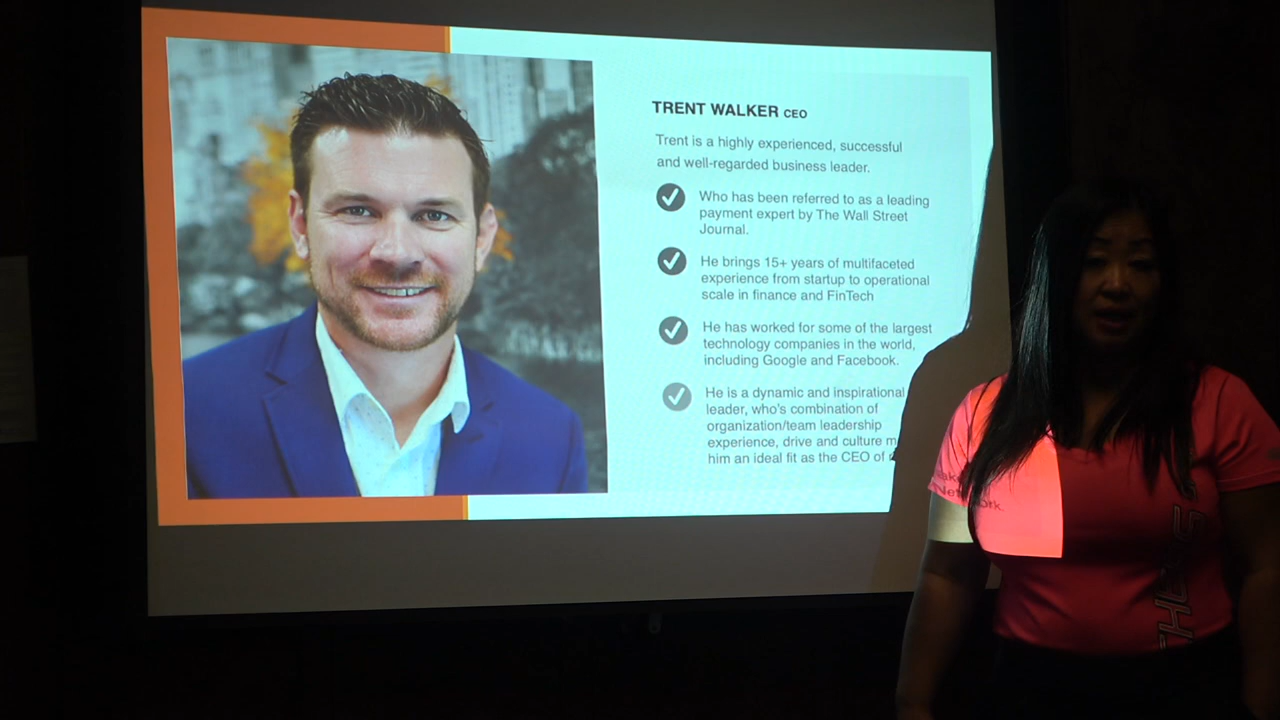 TRENT WALKER CEO
Trent is a highly experienced, successful
and well-regarded business leader.
Who has been referred to as a leading
payment expert by The Wall Street
Journal.
He brings 15+ years of multifaceted
experience from startup to operational
scale in finance and FinTech
He has worked for some of the largest
technology companies in the world,
including Google and Facebook.
He is a dynamic and inspirational
leader, who's combination of
organization/team leadership
experience, drive and culture m
him an ideal fit as the CEO of